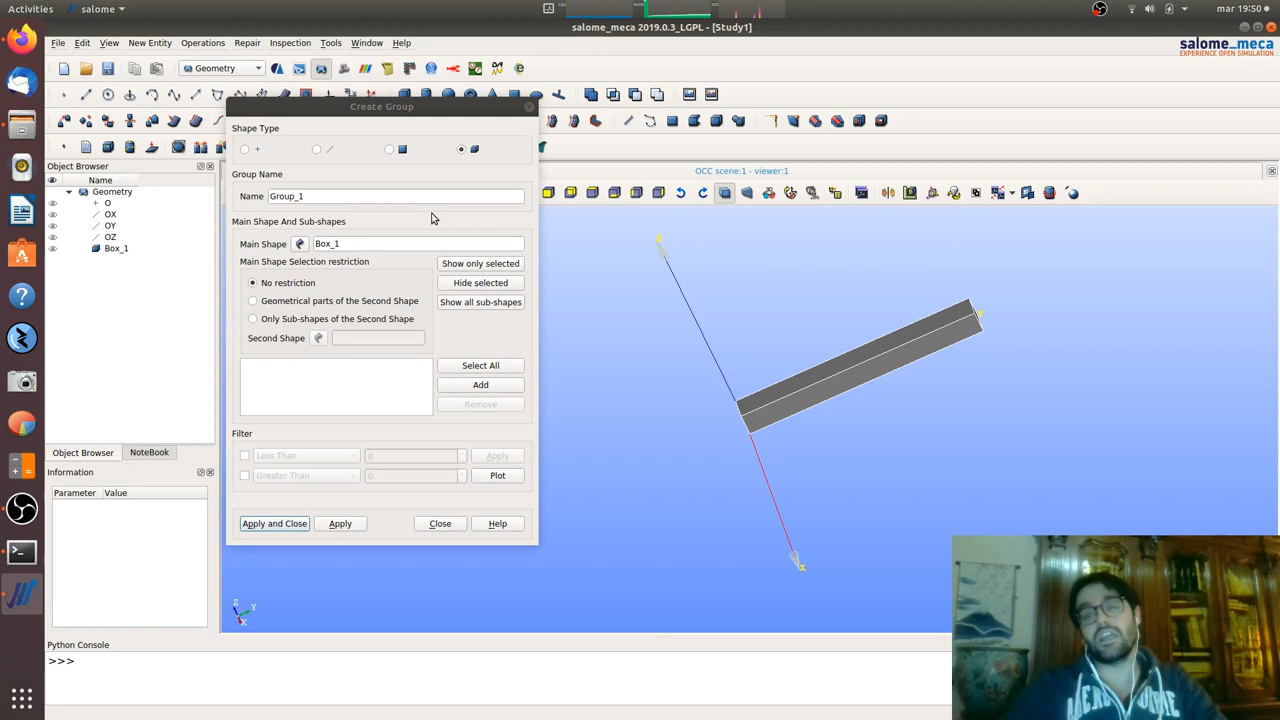 Activities
salome
mar 19:50
salome_meca 2019.0.3_LGPL - [Study1]
File Edit View New Entity Operations Repair Inspection Tools Window Help
salome_meca
EXPERIENCE OPEN SIMULATION
Geometry
Create Group
Object Browser
Name
Geometry
O
OX
OY
OZ
Box_1
Shape Type
Group Name
Name Group_1
Main Shape And Sub-shapes
Main Shape Box_1
Main Shape Selection restriction
No restriction
Geometrical parts of the Second Shape
Only Sub-shapes of the Second Shape
Second Shape
Show only selected
Hide selected
Show all sub-shapes
Select All
Add
Remove
Filter
Less Than 0 Apply
Greater Than 0 Plot
Apply and Close Apply Close Help
OCC scene:1 - viewer:1
X
Z
Y
X
Object Browser NoteBook
Information
Parameter Value
Python Console
>>>